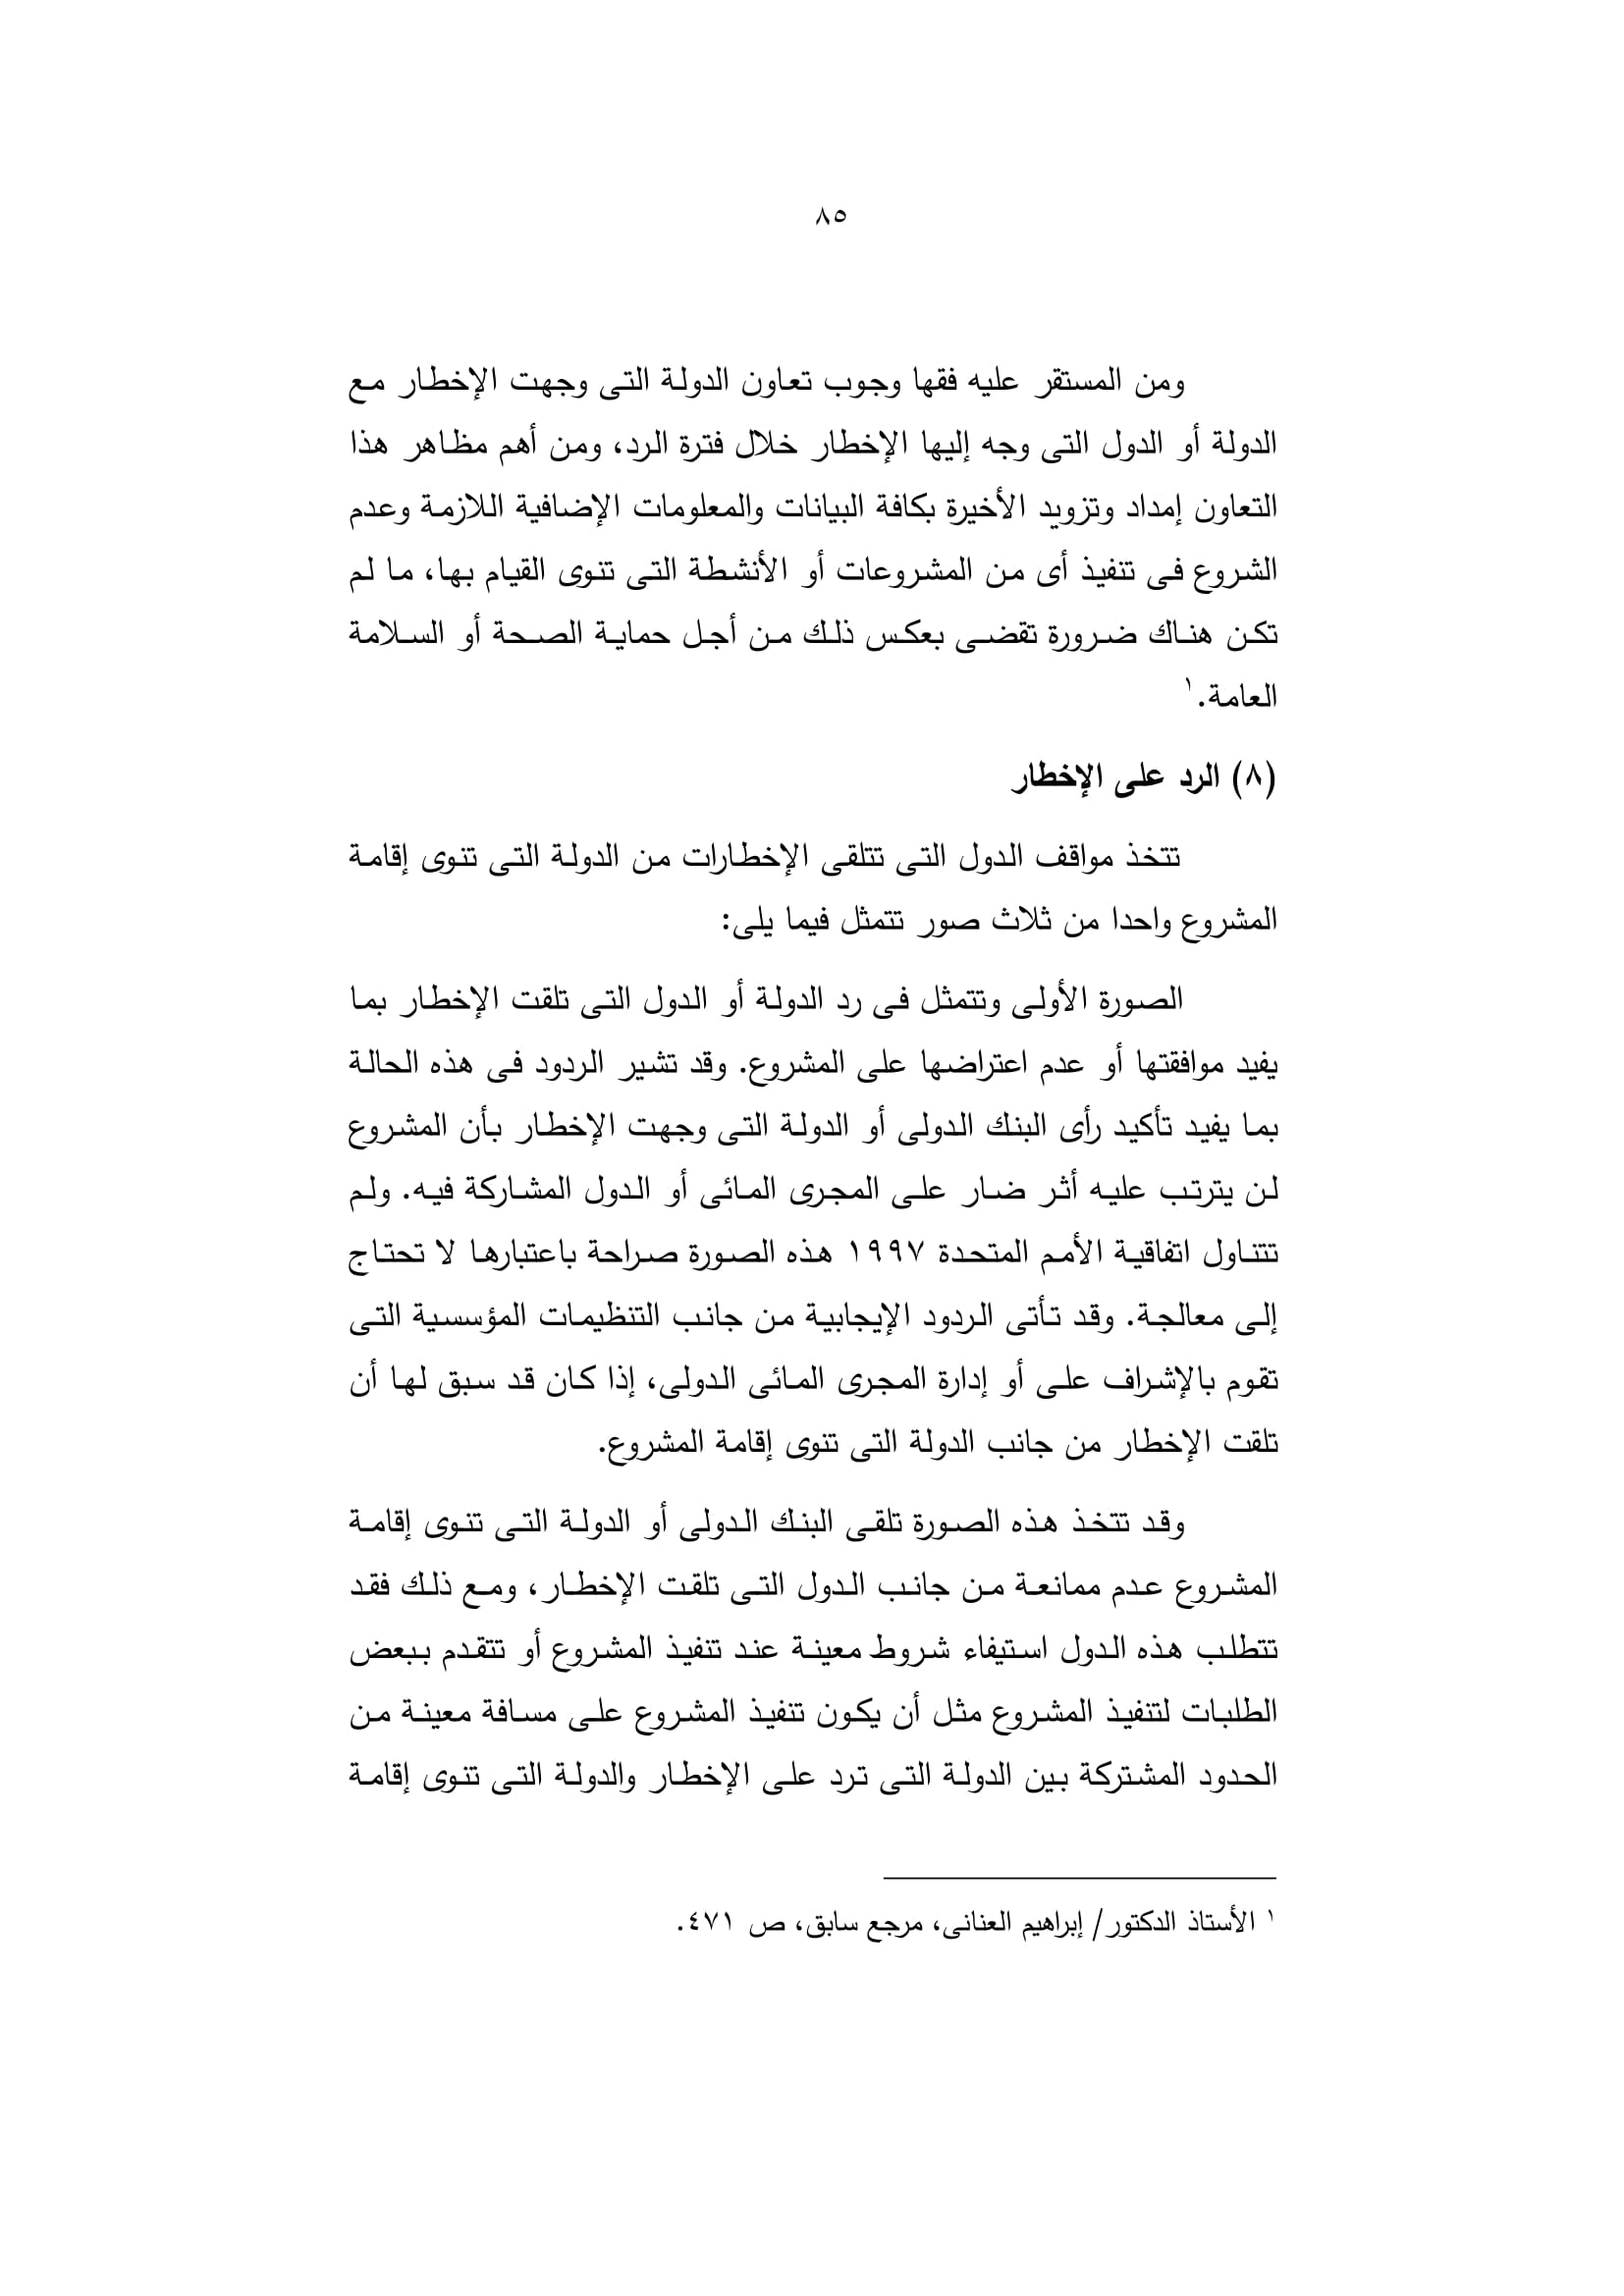 ٨٥
ومن المستقر عليه فقها وجوب تعاون الدولة التى وجهت الإخطار مع
الدولة أو الدول التى وجه إليها الإخطار خلال فترة الرد، ومن أهم مظاهر هذا
التعاون إمداد وتزويد الأخيرة بكافة البيانات والمعلومات الإضافية اللازمة وعدم
الشروع فى تنفيذ أى من المشروعات أو الأنشطة التى تنوى القيام بها، ما لم
تكن هناك ضرورة تقضى بعكس ذلك من أجل حماية الصحة أو السلامة
العامة.١
(٨) الرد على الإخطار
تتخذ مواقف الدول التى تتلقى الإخطارات من الدولة التى تنوى إقامة
المشروع واحدا من ثلاث صور تتمثل فيما يلى:
الصورة الأولى وتتمثل فى رد الدولة أو الدول التى تلقت الإخطار بما
يفيد موافقتها أو عدم اعتراضها على المشروع. وقد تشير الردود فى هذه الحالة
بما يفيد تأكيد رأى البنك الدولى أو الدولة التى وجهت الإخطار بأن المشروع
لن يترتب عليه أثر ضار على المجرى المائى أو الدول المشاركة فيه. ولم
تتناول اتفاقية الأمم المتحدة ١٩٩٧ هذه الصورة صراحة باعتبارها لا تحتاج
إلى معالجة. وقد تأتى الردود الإيجابية من جانب التنظيمات المؤسسية التى
تقوم بالإشراف على أو إدارة المجرى المائى الدولى، إذا كان قد سبق لها أن
تلقت الإخطار من جانب الدولة التى تنوى إقامة المشروع.
وقد تتخذ هذه الصورة تلقى البنك الدولى أو الدولة التى تنوى إقامة
المشروع عدم ممانعة من جانب الدول التى تلقت الإخطار، ومع ذلك فقد
تتطلب هذه الدول استيفاء شروط معينة عند تنفيذ المشروع أو تتقدم ببعض
الطلبات لتنفيذ المشروع مثل أن يكون تنفيذ المشروع على مسافة معينة من
الحدود المشتركة بين الدولة التى ترد على الإخطار والدولة التى تنوى إقامة
١ الأستاذ الدكتور/ إبراهيم العنانى، مرجع سابق، ص ٤٧١.